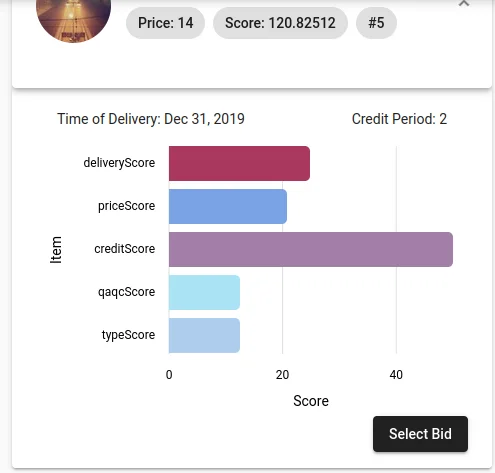 Price: 14 Score: 120.82512 #5
Time of Delivery: Dec 31, 2019 Credit Period: 2
deliveryScore
priceScore
creditScore
qaqcScore
typeScore
Item
0 20 40
Score
Select Bid